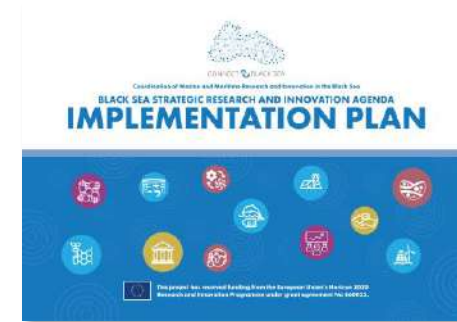 CONNECT 2 BLACK SEA
Coordination of Marine and Maritime Research and Innovation in the Black Sea
BLACK SEA STRATEGIC RESEARCH AND INNOVATION AGENDA
IMPLEMENTATION PLAN
This project has received funding from the European Union's Horizon 2020
Research and Innovation Programme under grant agreement No